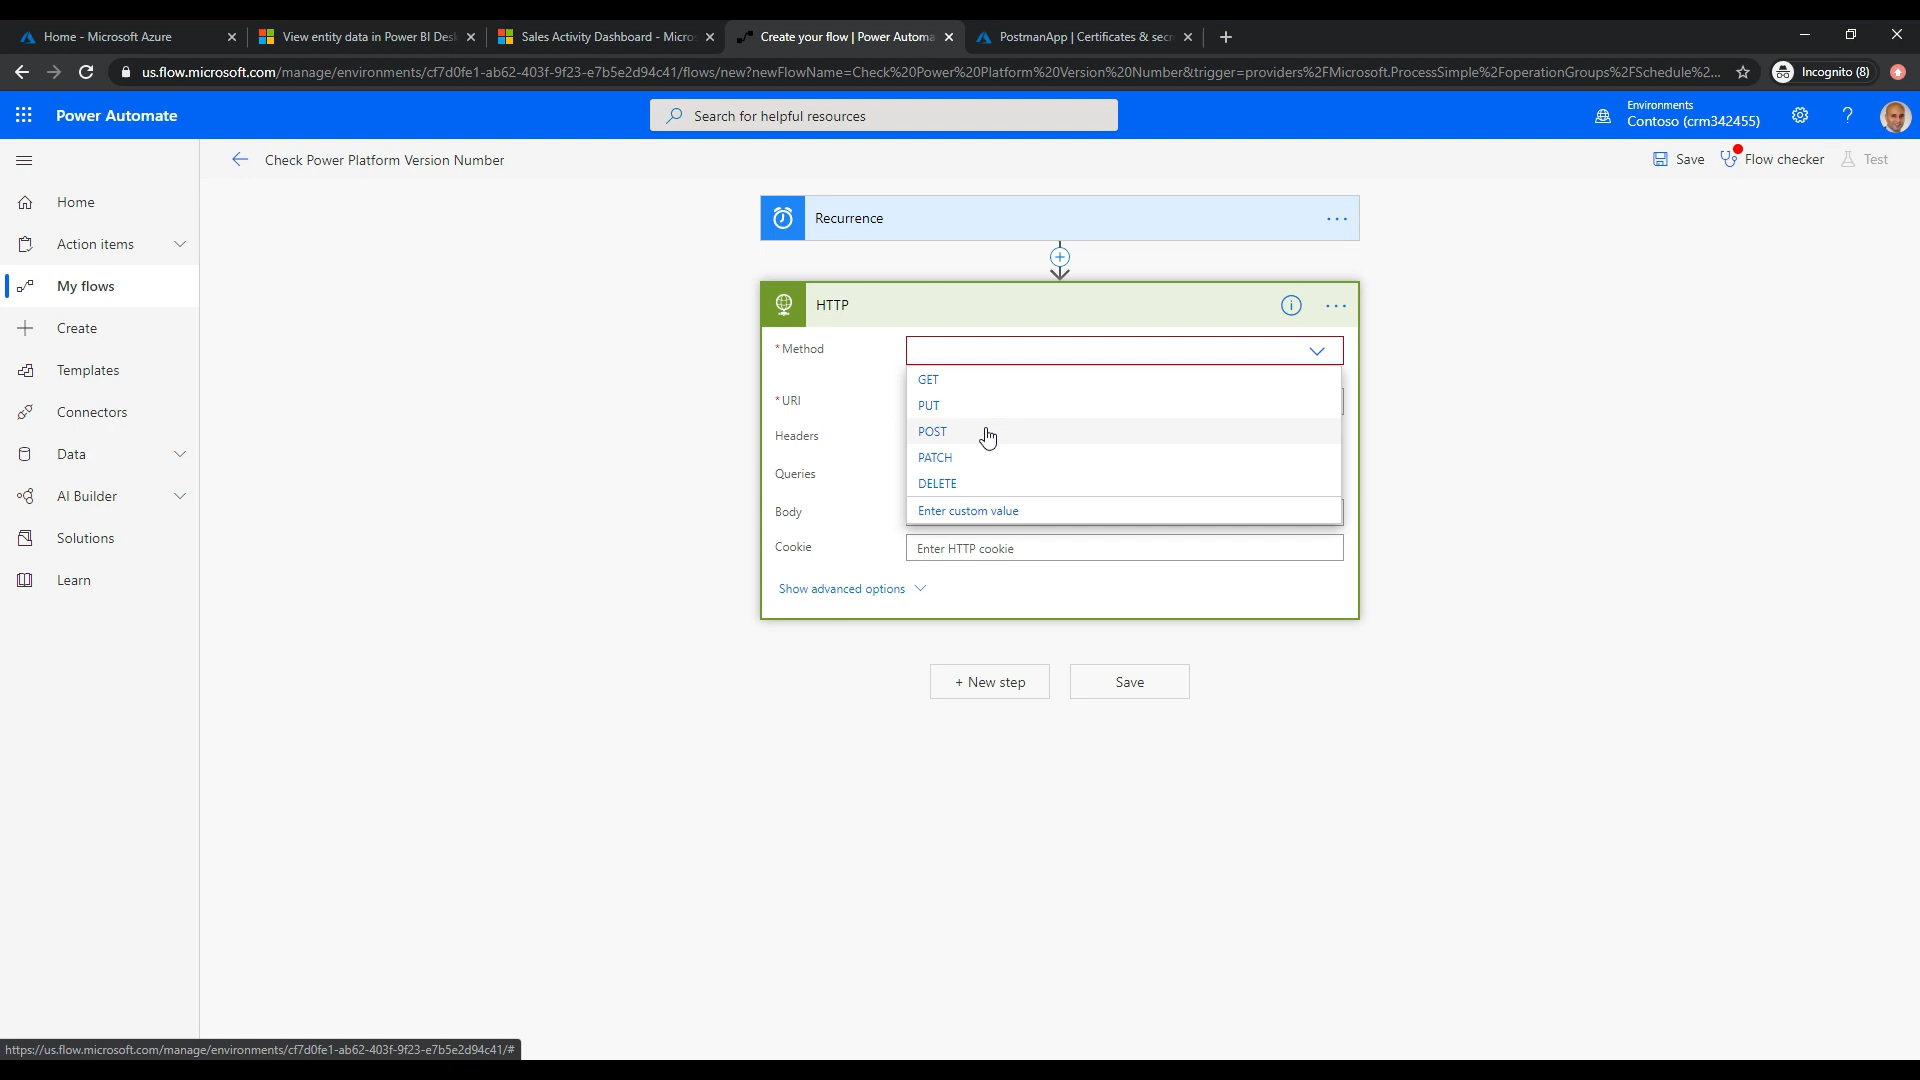 Home - Microsoft Azure
View entity data in Power BI Des
Sales Activity Dashboard - Micro
Create your flow | Power Automa
PostmanApp | Certificates & secr
us.flow.microsoft.com/manage/environments/cf7d0fe1-ab62-403f-9f23-e7b5e2d94c41/flows/new?newFlowName=Check%20Power%20Platform%20Version%20Number&trigger=providers%2FMicrosoft.ProcessSimple%2FoperationGroups%2FSchedule%2...
Incognito (8)
Power Automate
Search for helpful resources
Environments
Contoso (crm342455)
Check Power Platform Version Number
Save
Flow checker
Test
Home
Action items
My flows
Create
Templates
Connectors
Data
AI Builder
Solutions
Learn
Recurrence
HTTP
* Method
GET
PUT
POST
PATCH
DELETE
Enter custom value
* URI
Headers
Queries
Body
Cookie
Enter HTTP cookie
Show advanced options
+ New step
Save
https://us.flow.microsoft.com/manage/environments/cf7d0fe1-ab62-403f-9f23-e7b5e2d94c41/#